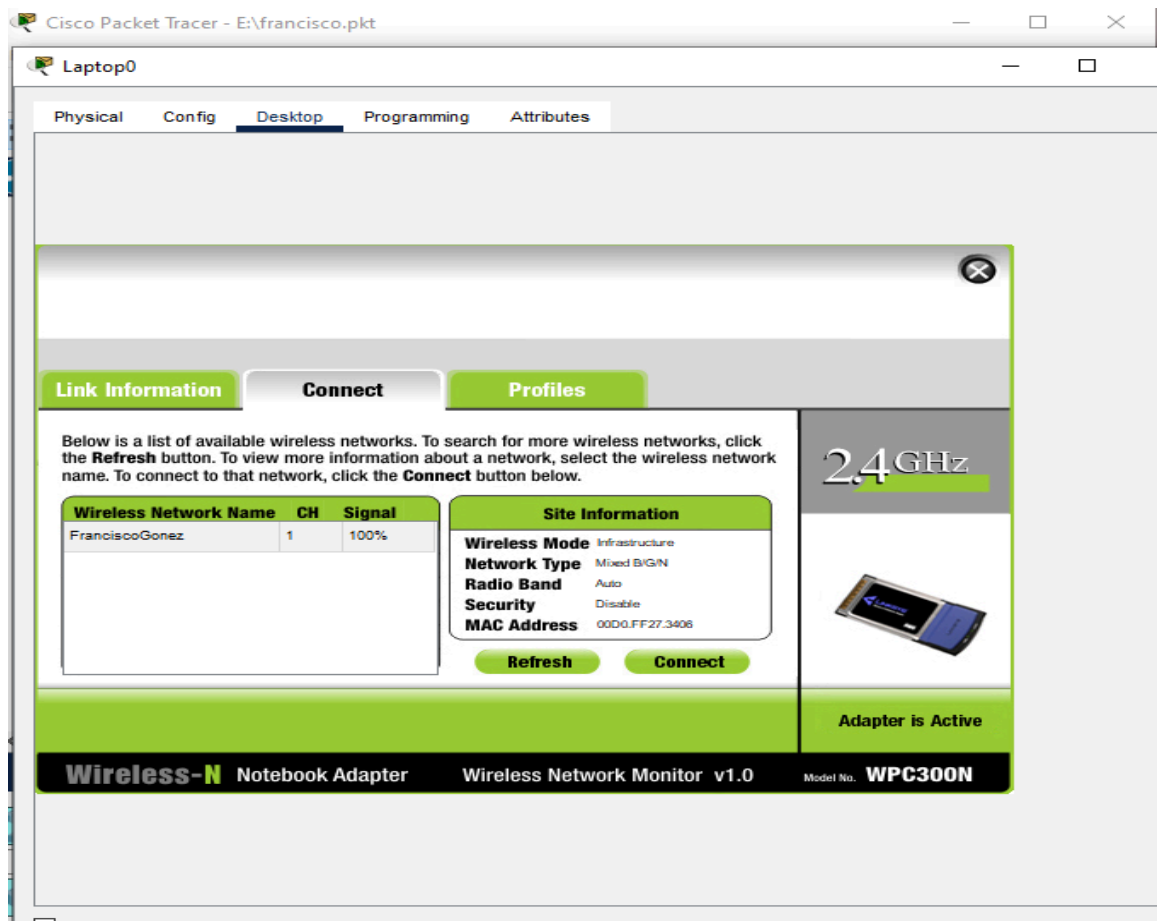 Cisco Packet Tracer - E:\francisco.pkt
Laptop0
Physical Config Desktop Programming Attributes
Link Information Connect Profiles
Below is a list of available wireless networks. To search for more wireless networks, click
the Refresh button. To view more information about a network, select the wireless network
name. To connect to that network, click the Connect button below.
2.4GHz
Wireless Network Name CH Signal
FranciscoGonez 1 100%
Site Information
Wireless Mode Infrastructure
Network Type Mixed B/G/N
Radio Band Auto
Security Disable
MAC Address 00D0.FF27.3406
Refresh Connect
LINKSYS
Adapter is Active
Wireless-N Notebook Adapter Wireless Network Monitor v1.0 Model No. WPC300N